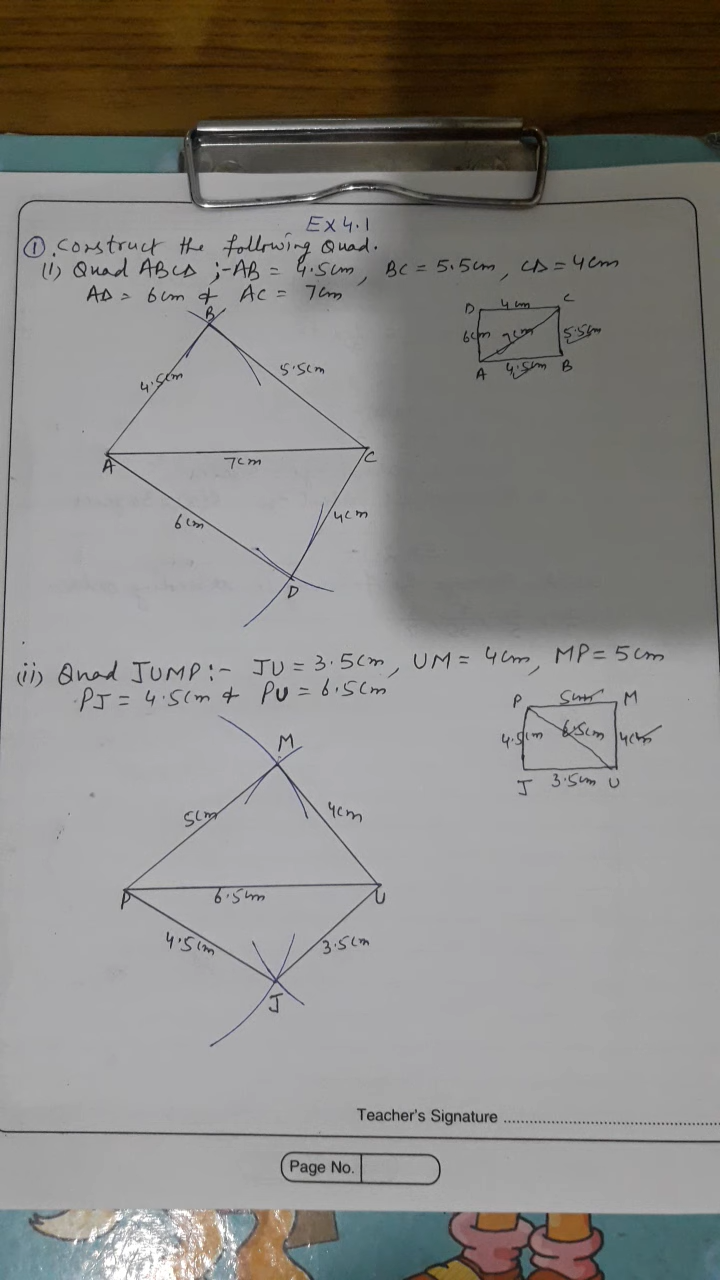 Ex 4.1
① Construct the following Quad.
(i) Quad ABCD ;- AB = 4.5cm, BC = 5.5cm, CD = 4cm
AD = 6cm & AC = 7cm
D 4cm C
6cm 7cm 5.5cm
A 4.5cm B
B
4.5cm 5.5cm
A 7cm C
6cm 4cm
D
(ii) Quad JUMP :- JU = 3.5cm, UM = 4cm, MP = 5cm
PJ = 4.5cm & PU = 6.5cm
P 5cm M
4.5cm 6.5cm 4cm
J 3.5cm U
M
5cm 4cm
P 6.5cm U
4.5cm 3.5cm
J
Teacher's Signature ........................................
Page No.